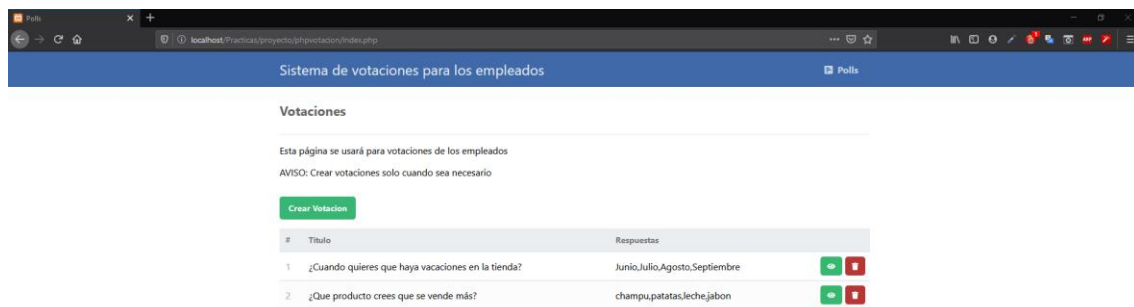 Polls
localhost/Practicas/proyecto/phpvotacion/index.php
Sistema de votaciones para los empleados
Polls
Votaciones
Esta página se usará para votaciones de los empleados
AVISO: Crear votaciones solo cuando sea necesario
Crear Votacion
# Titulo Respuestas
1 ¿Cuando quieres que haya vacaciones en la tienda? Junio,Julio,Agosto,Septiembre
2 ¿Que producto crees que se vende más? champu,patatas,leche,jabon